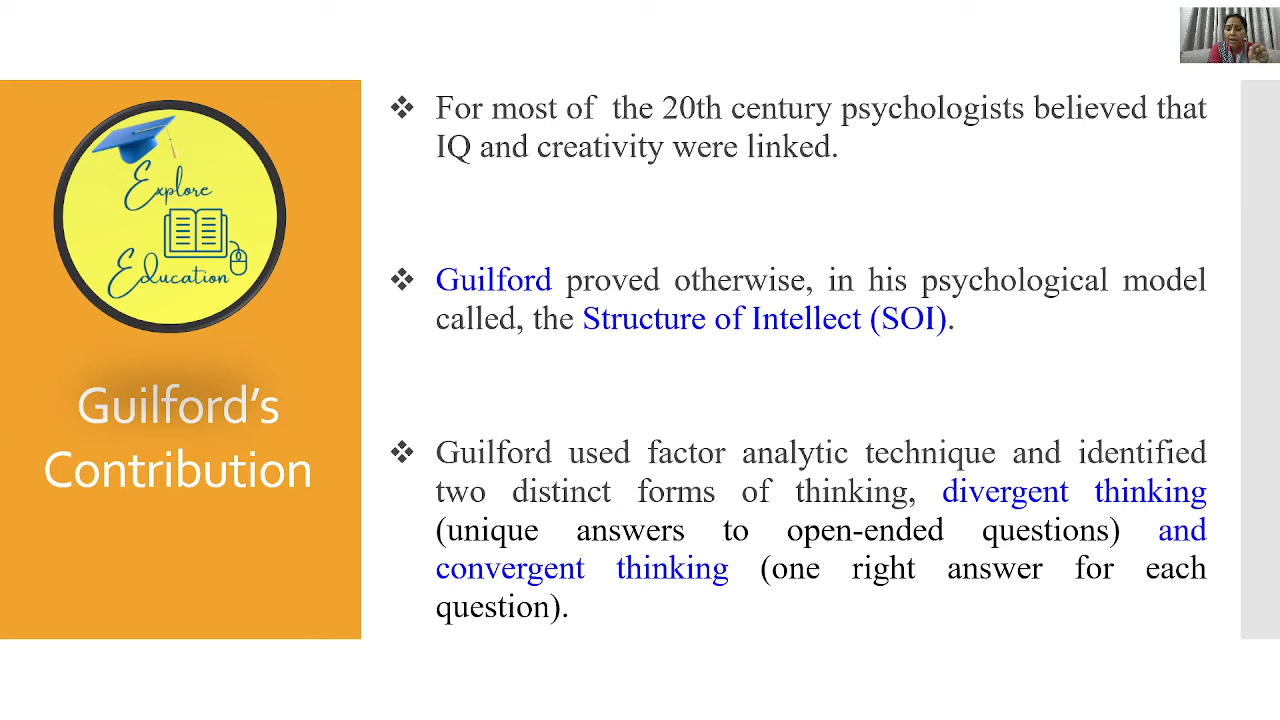 Explore
Education
Guilford's
Contribution
❖ For most of the 20th century psychologists believed that
IQ and creativity were linked.
❖ Guilford proved otherwise, in his psychological model
called, the Structure of Intellect (SOI).
❖ Guilford used factor analytic technique and identified
two distinct forms of thinking, divergent thinking
(unique answers to open-ended questions) and
convergent thinking (one right answer for each
question).